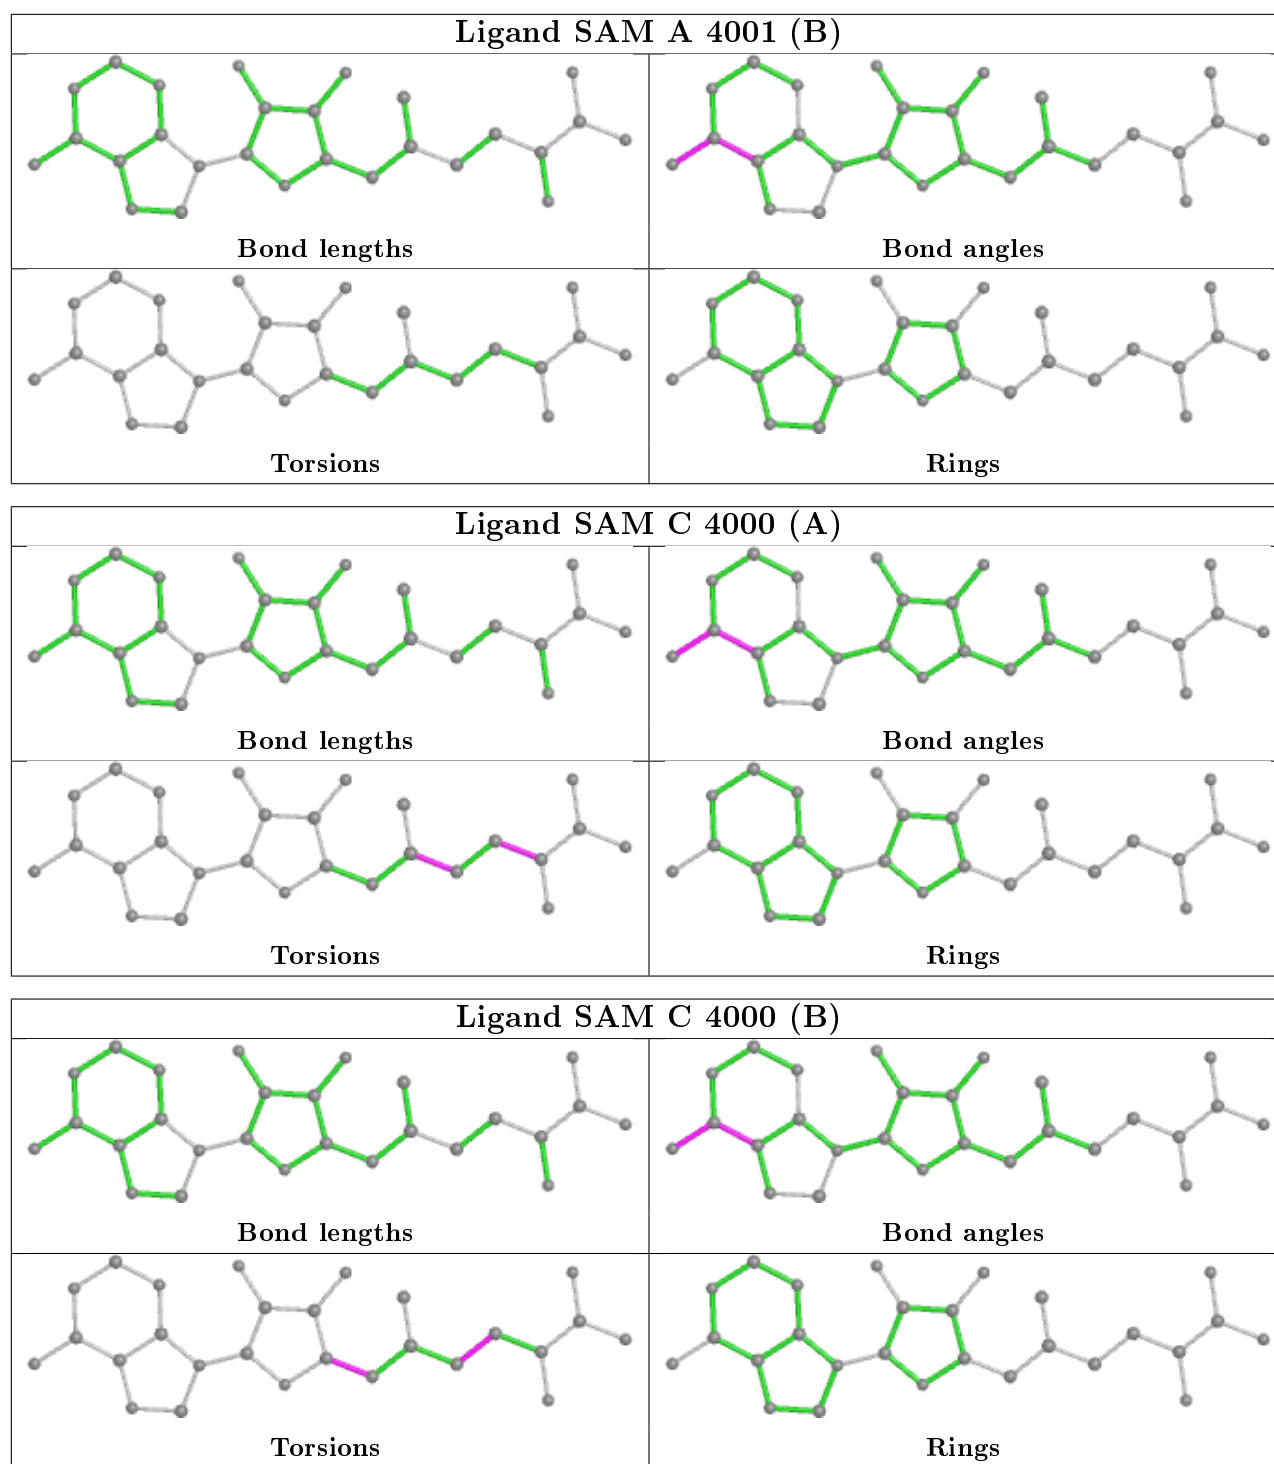 Ligand SAM A 4001 (B)
Bond lengths
Bond angles
Torsions
Rings
Ligand SAM C 4000 (A)
Bond lengths
Bond angles
Torsions
Rings
Ligand SAM C 4000 (B)
Bond lengths
Bond angles
Torsions
Rings